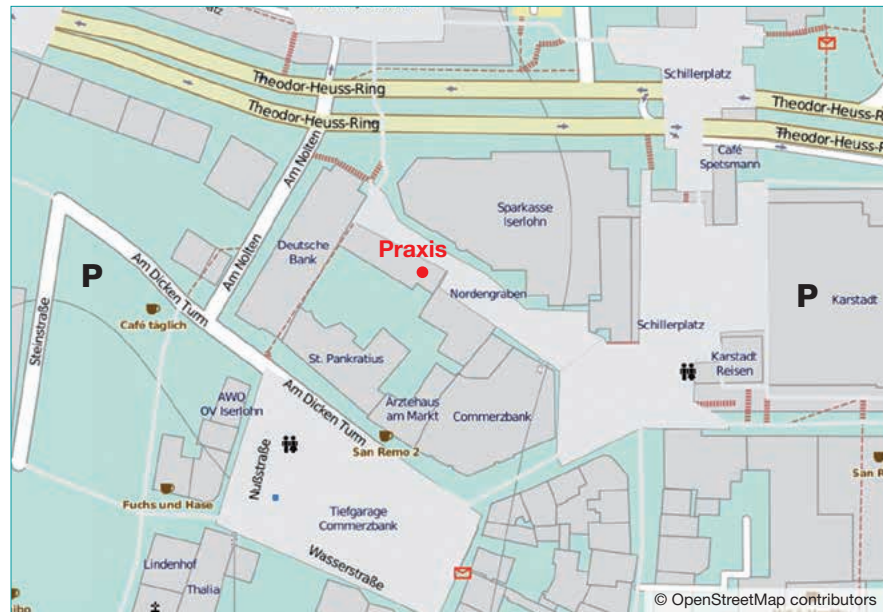 Schillerplatz
Theodor-Heuss-Ring
Theodor-Heuss-Ring
Theodor-Heuss-R
Theodor-Heuss-R
Am Nolten
Café
Spetsmann
Sparkasse
Iserlohn
Deutsche
Bank
Praxis
Am Nolten
P
Am Dicken Turm
Steinstraße
Café täglich
Nordengraben
P
Karstadt
Schillerplatz
St. Pankratius
Karstadt
Reisen
AWO
OV Iserlohn
Am Dicken Turm
Ärztehaus
am Markt
Commerzbank
San Remo 2
Nußstraße
San R
Fuchs und Hase
Tiefgarage
Commerzbank
Wasserstraße
Lindenhof
Thalia
© OpenStreetMap contributors